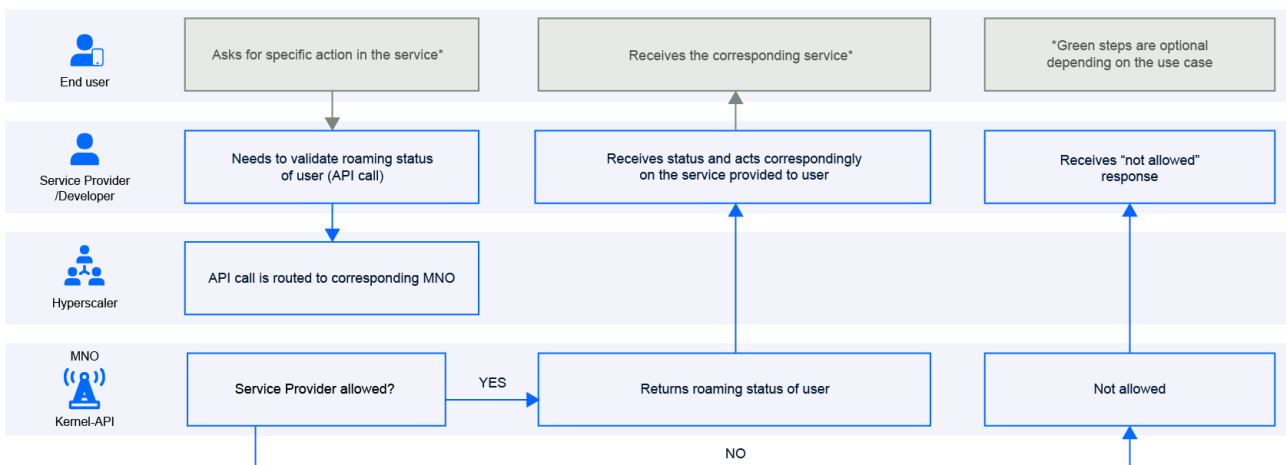 End user
Asks for specific action in the service*
Receives the corresponding service*
*Green steps are optional
depending on the use case
Service Provider
/Developer
Needs to validate roaming status
of user (API call)
Receives status and acts correspondingly
on the service provided to user
Receives “not allowed”
response
Hyperscaler
API call is routed to corresponding MNO
MNO
Kernel-API
Service Provider allowed?
YES
Returns roaming status of user
Not allowed
NO